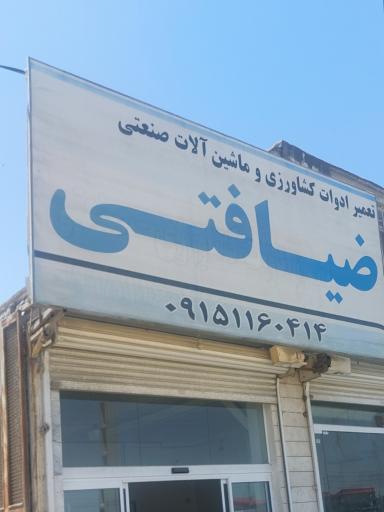 تعمیر ادوات کشاورزی و ماشین آلات صنعتی
ضیافتی
۰۹۱۵۱۱۶۰۴۱۴